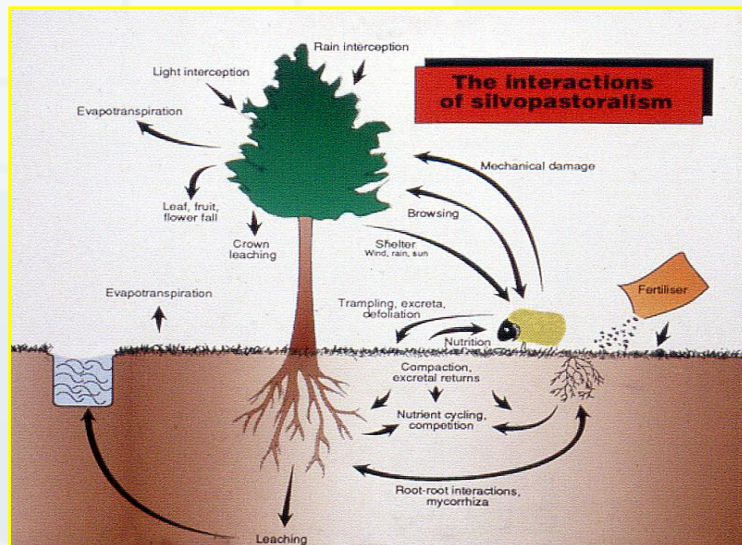 The interactions
of silvopastoralism
Rain interception
Light interception
Evapotranspiration
Mechanical damage
Leaf, fruit,
flower fall
Browsing
Crown
leaching
Shelter
Wind, rain, sun
Fertiliser
Evapotranspiration
Trampling, excreta,
defoliation
Nutrition
Compaction,
excretal returns
Nutrient cycling,
competition
Root-root interactions,
mycorrhiza
Leaching